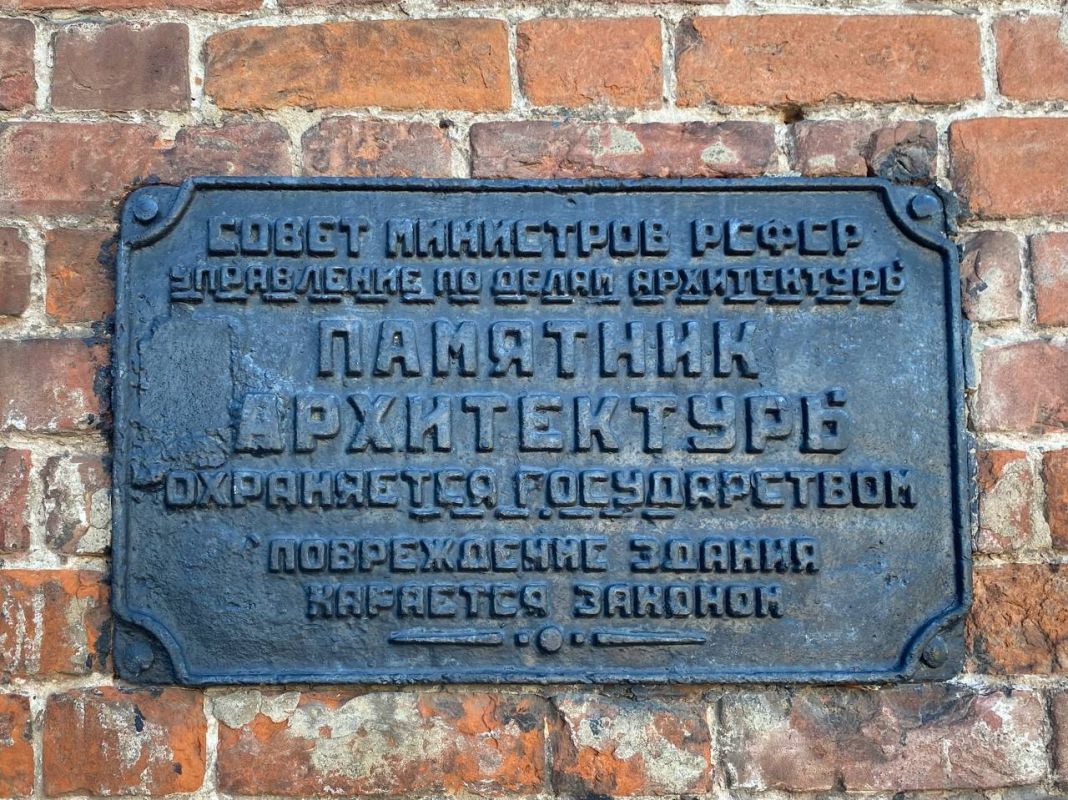 СОВЕТ МИНИСТРОВ РСФСР
УПРАВЛЕНИЕ ПО ДЕЛАМ АРХИТЕКТУРЫ
ПАМЯТНИК
АРХИТЕКТУРЫ
ОХРАНЯЕТСЯ ГОСУДАРСТВОМ
ПОВРЕЖДЕНИЕ ЗДАНИЯ
КАРАЕТСЯ ЗАКОНОМ